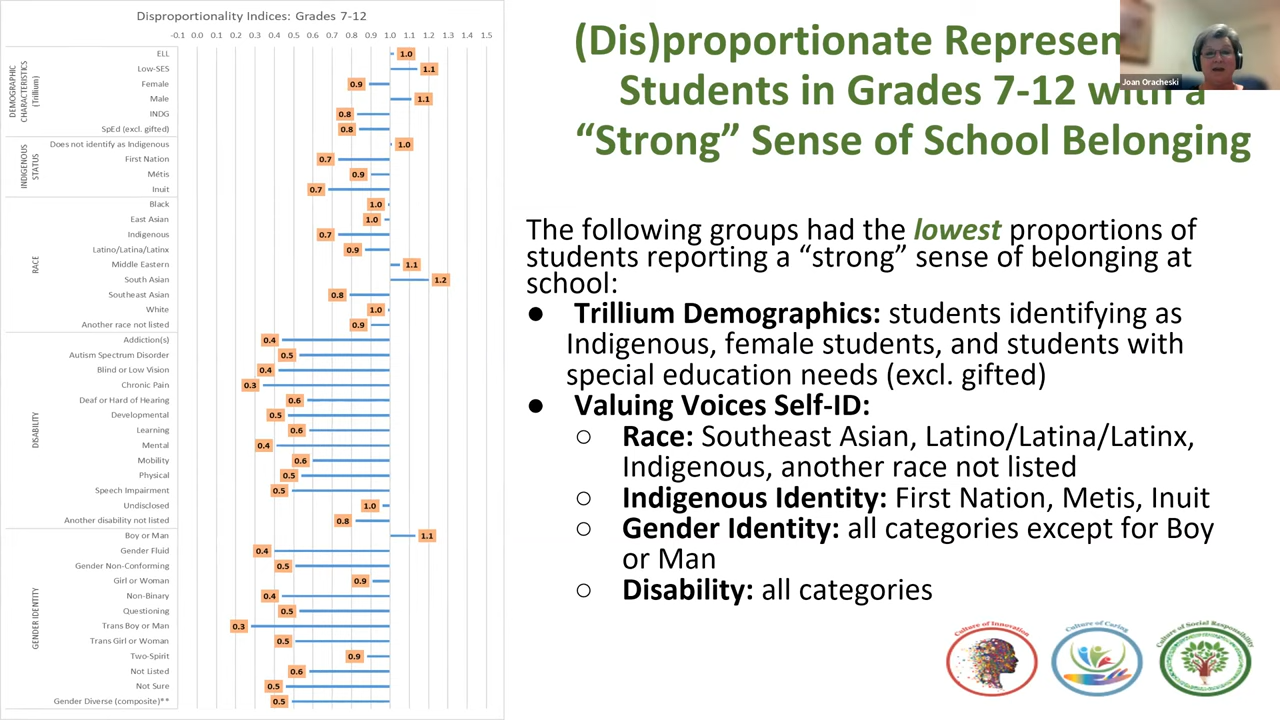 Disproportionality Indices: Grades 7-12
-0.1 0.0 0.1 0.2 0.3 0.4 0.5 0.6 0.7 0.8 0.9 1.0 1.1 1.2 1.3 1.4 1.5
DEMOGRAPHIC
CHARACTERISTICS
(Trillium)
ELL 1.0
Low-SES 1.1
Female 0.9
Male 1.1
INDG 0.8
SpEd (excl. gifted) 0.8
INDIGENOUS
STATUS
Does not identify as Indigenous 1.0
First Nation 0.7
Métis 0.9
Inuit 0.7
RACE
Black 1.0
East Asian 1.0
Indigenous 0.7
Latino/Latina/Latinx 0.9
Middle Eastern 1.1
South Asian 1.2
Southeast Asian 0.8
White 1.0
Another race not listed 0.9
DISABILITY
Addiction(s) 0.4
Autism Spectrum Disorder 0.5
Blind or Low Vision 0.4
Chronic Pain 0.3
Deaf or Hard of Hearing 0.6
Developmental 0.5
Learning 0.6
Mental 0.4
Mobility 0.6
Physical 0.5
Speech Impairment 0.5
Undisclosed 1.0
Another disability not listed 0.8
GENDER IDENTITY
Boy or Man 1.1
Gender Fluid 0.4
Gender Non-Conforming 0.5
Girl or Woman 0.9
Non-Binary 0.4
Questioning 0.5
Trans Boy or Man 0.3
Trans Girl or Woman 0.5
Two-Spirit 0.9
Not Listed 0.6
Not Sure 0.5
Gender Diverse (composite)** 0.5
(Dis)proportionate Represen
Students in Grades 7-12 with a
“Strong” Sense of School Belonging
Joan Oracheski
The following groups had the lowest proportions of
students reporting a “strong” sense of belonging at
school:
● Trillium Demographics: students identifying as
Indigenous, female students, and students with
special education needs (excl. gifted)
● Valuing Voices Self-ID:
○ Race: Southeast Asian, Latino/Latina/Latinx,
Indigenous, another race not listed
○ Indigenous Identity: First Nation, Metis, Inuit
○ Gender Identity: all categories except for Boy
or Man
○ Disability: all categories
Culture of Innovation
Culture of Caring
Culture of Social Responsibility